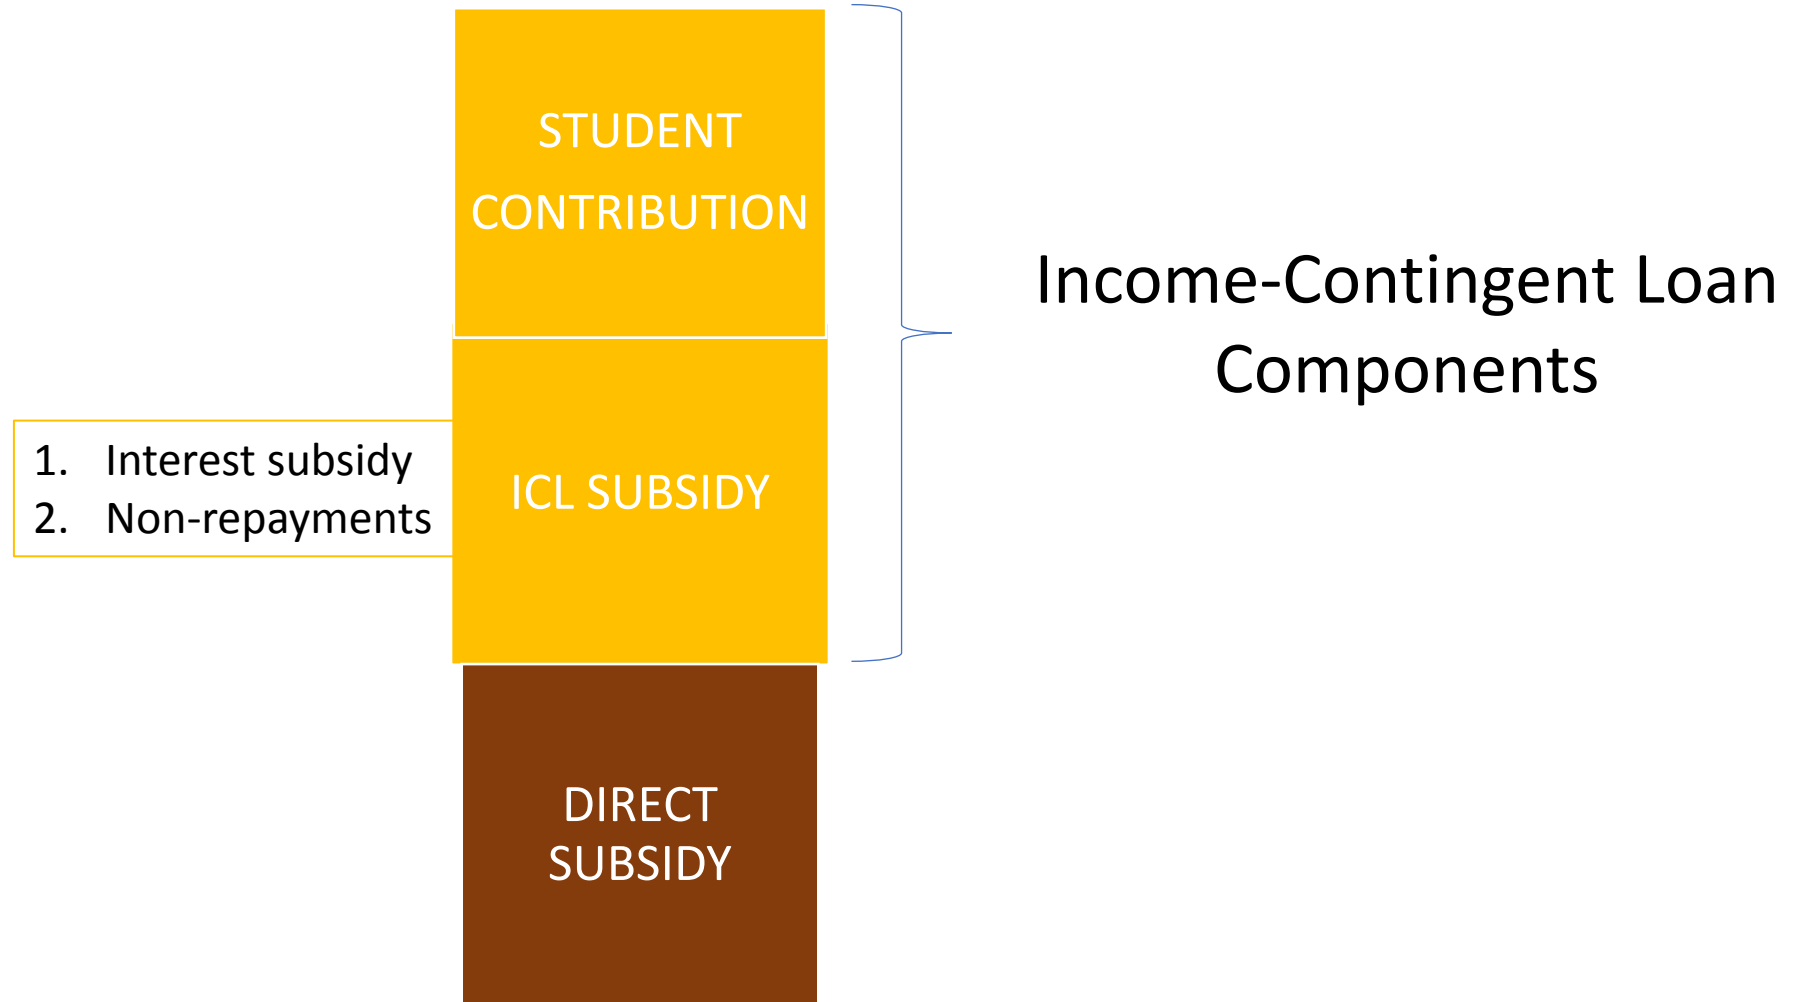 STUDENT
CONTRIBUTION
Income-Contingent Loan
Components
1. Interest subsidy
2. Non-repayments
ICL SUBSIDY
DIRECT
SUBSIDY